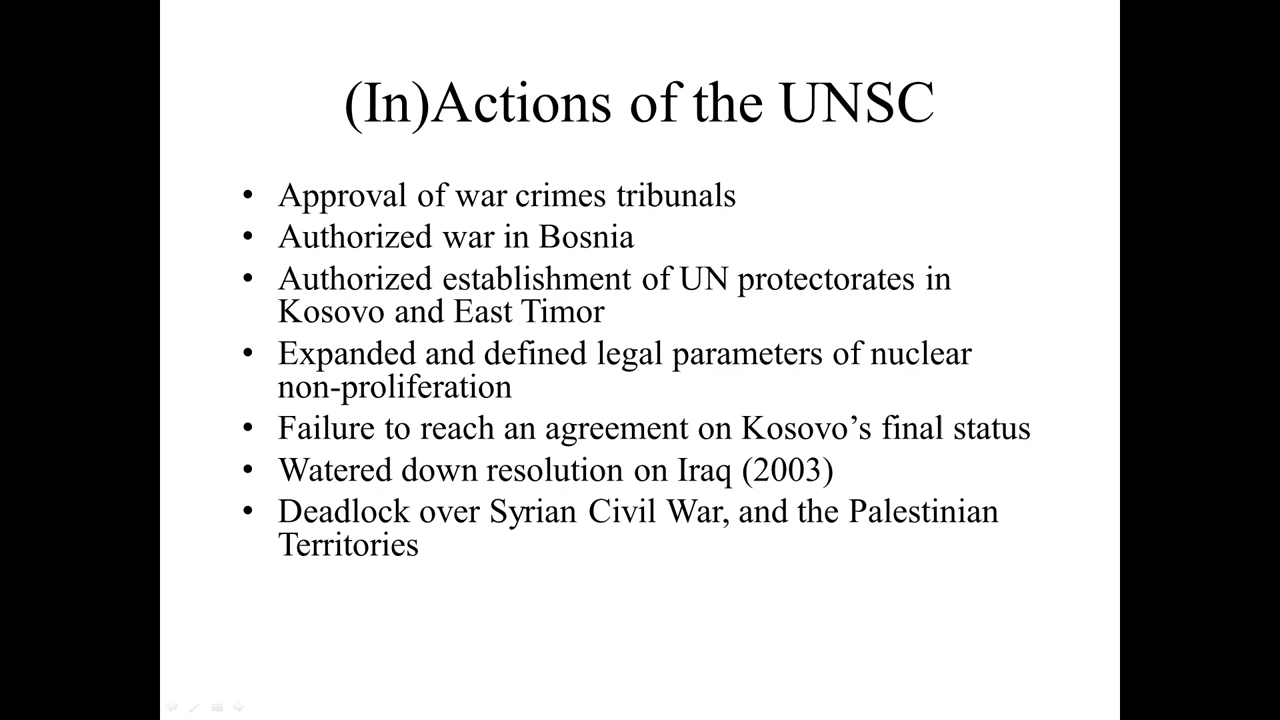 (In)Actions of the UNSC
• Approval of war crimes tribunals
• Authorized war in Bosnia
• Authorized establishment of UN protectorates in
Kosovo and East Timor
• Expanded and defined legal parameters of nuclear
non-proliferation
• Failure to reach an agreement on Kosovo’s final status
• Watered down resolution on Iraq (2003)
• Deadlock over Syrian Civil War, and the Palestinian
Territories